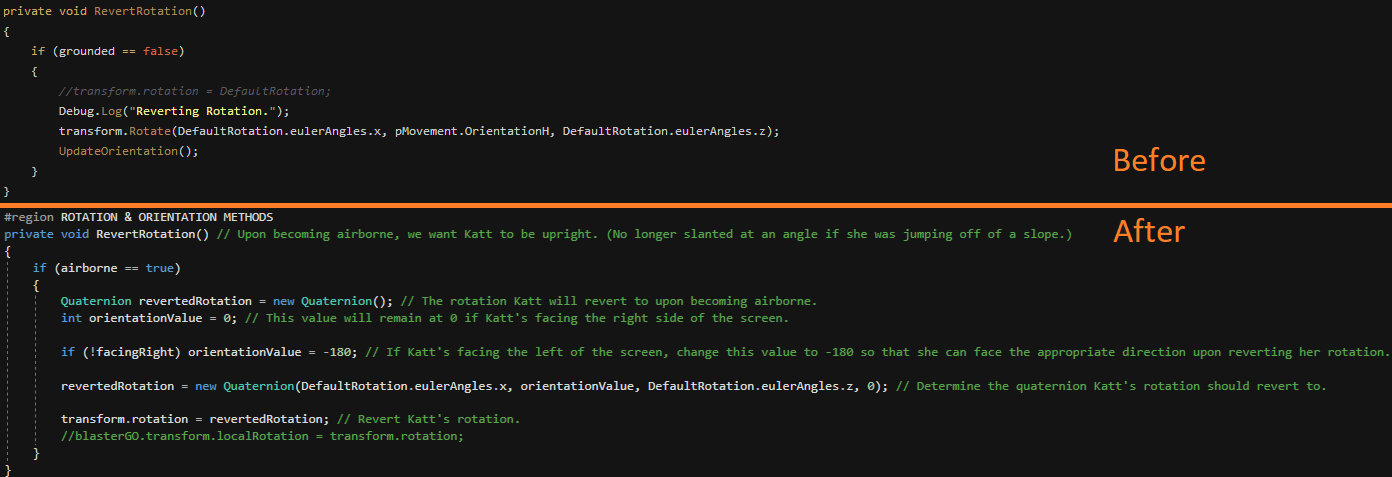 private void RevertRotation()
{
if (grounded == false)
{
//transform.rotation = DefaultRotation;
Debug.Log("Reverting Rotation.");
transform.Rotate(DefaultRotation.eulerAngles.x, pMovement.OrientationH, DefaultRotation.eulerAngles.z);
UpdateOrientation();
}
}
Before
#region ROTATION & ORIENTATION METHODS
After
private void RevertRotation() // Upon becoming airborne, we want Katt to be upright. (No longer slanted at an angle if she was jumping off of a slope.)
{
if (airborne == true)
{
Quaternion revertedRotation = new Quaternion(); // The rotation Katt will revert to upon becoming airborne.
int orientationValue = 0; // This value will remain at 0 if Katt's facing the right side of the screen.
if (!facingRight) orientationValue = -180; // If Katt's facing the left of the screen, change this value to -180 so that she can face the appropriate direction upon reverting her rotation.
revertedRotation = new Quaternion(DefaultRotation.eulerAngles.x, orientationValue, DefaultRotation.eulerAngles.z, 0); // Determine the quaternion Katt's rotation should revert to.
transform.rotation = revertedRotation; // Revert Katt's rotation.
//blasterGO.transform.localRotation = transform.rotation;
}
}